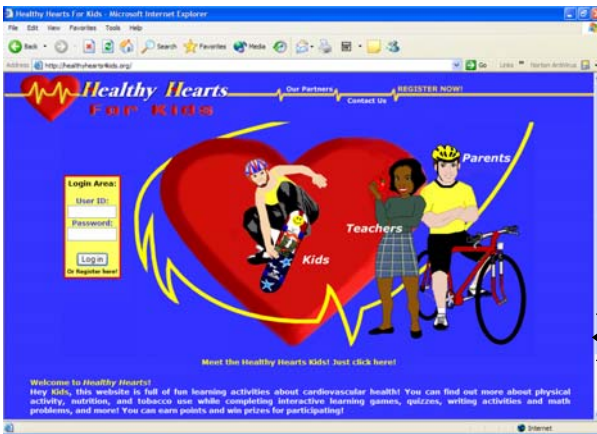 Healthy Hearts For Kids - Microsoft Internet Explorer
File Edit View Favorites Tools Help
Back Search Favorites Media
Address http://healthyhearts4kids.org/ Go Links Norton AntiVirus
Healthy Hearts
For Kids
Our Partners
Contact Us
REGISTER NOW!
Login Area:
User ID:
Password:
Log in
Or Register here!
Kids
Teachers
Parents
Meet the Healthy Hearts Kids! Just click here!
Welcome to Healthy Hearts!
Hey Kids, this website is full of fun learning activities about cardiovascular health! You can find out more about physical
activity, nutrition, and tobacco use while completing interactive learning games, quizzes, writing activities and math
problems, and more! You can earn points and win prizes for participating!
Internet